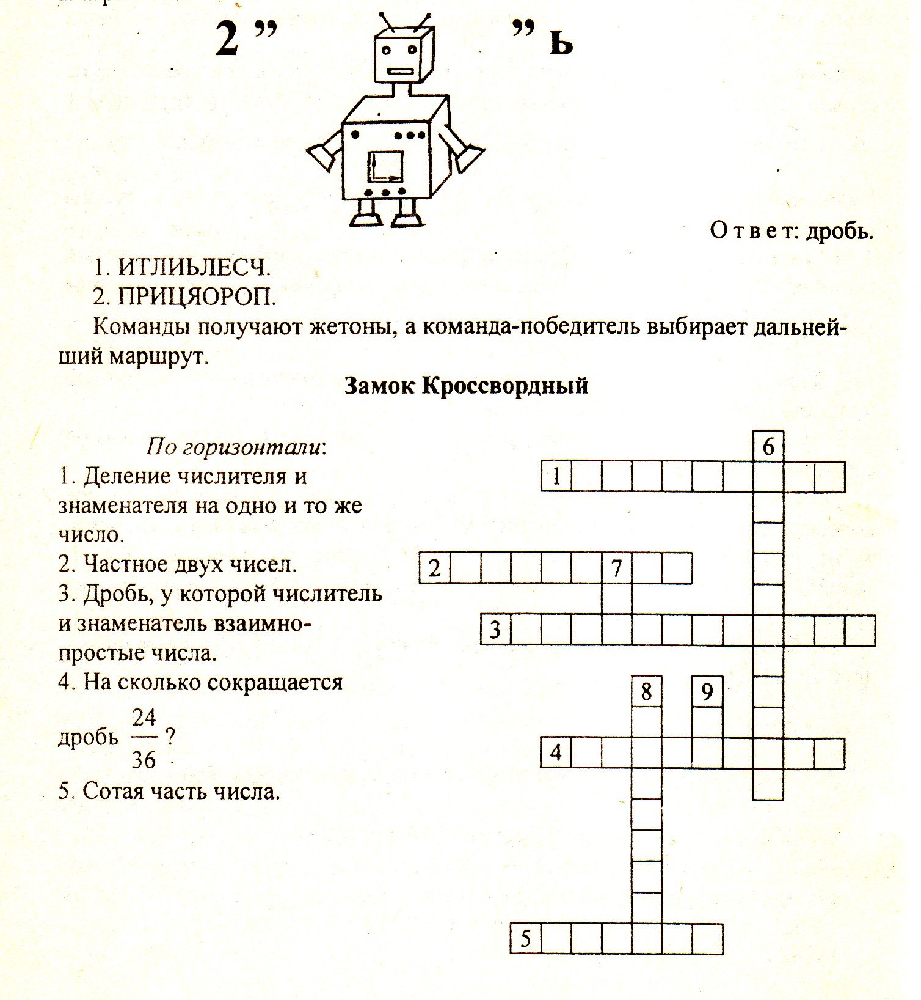 2 ” ” ь
Ответ: дробь.
1. ИТЛИЬЛЕСЧ.
2. ПРИЦЯОРОП.
Команды получают жетоны, а команда-победитель выбирает дальней-
ший маршрут.
Замок Кроссвордный
По горизонтали:
1. Деление числителя и
знаменателя на одно и то же
число.
2. Частное двух чисел.
3. Дробь, у которой числитель
и знаменатель взаимно-
простые числа.
4. На сколько сокращается
дробь 24/36 ?
5. Сотая часть числа.
6
1
2 7
3
8 9
4
5